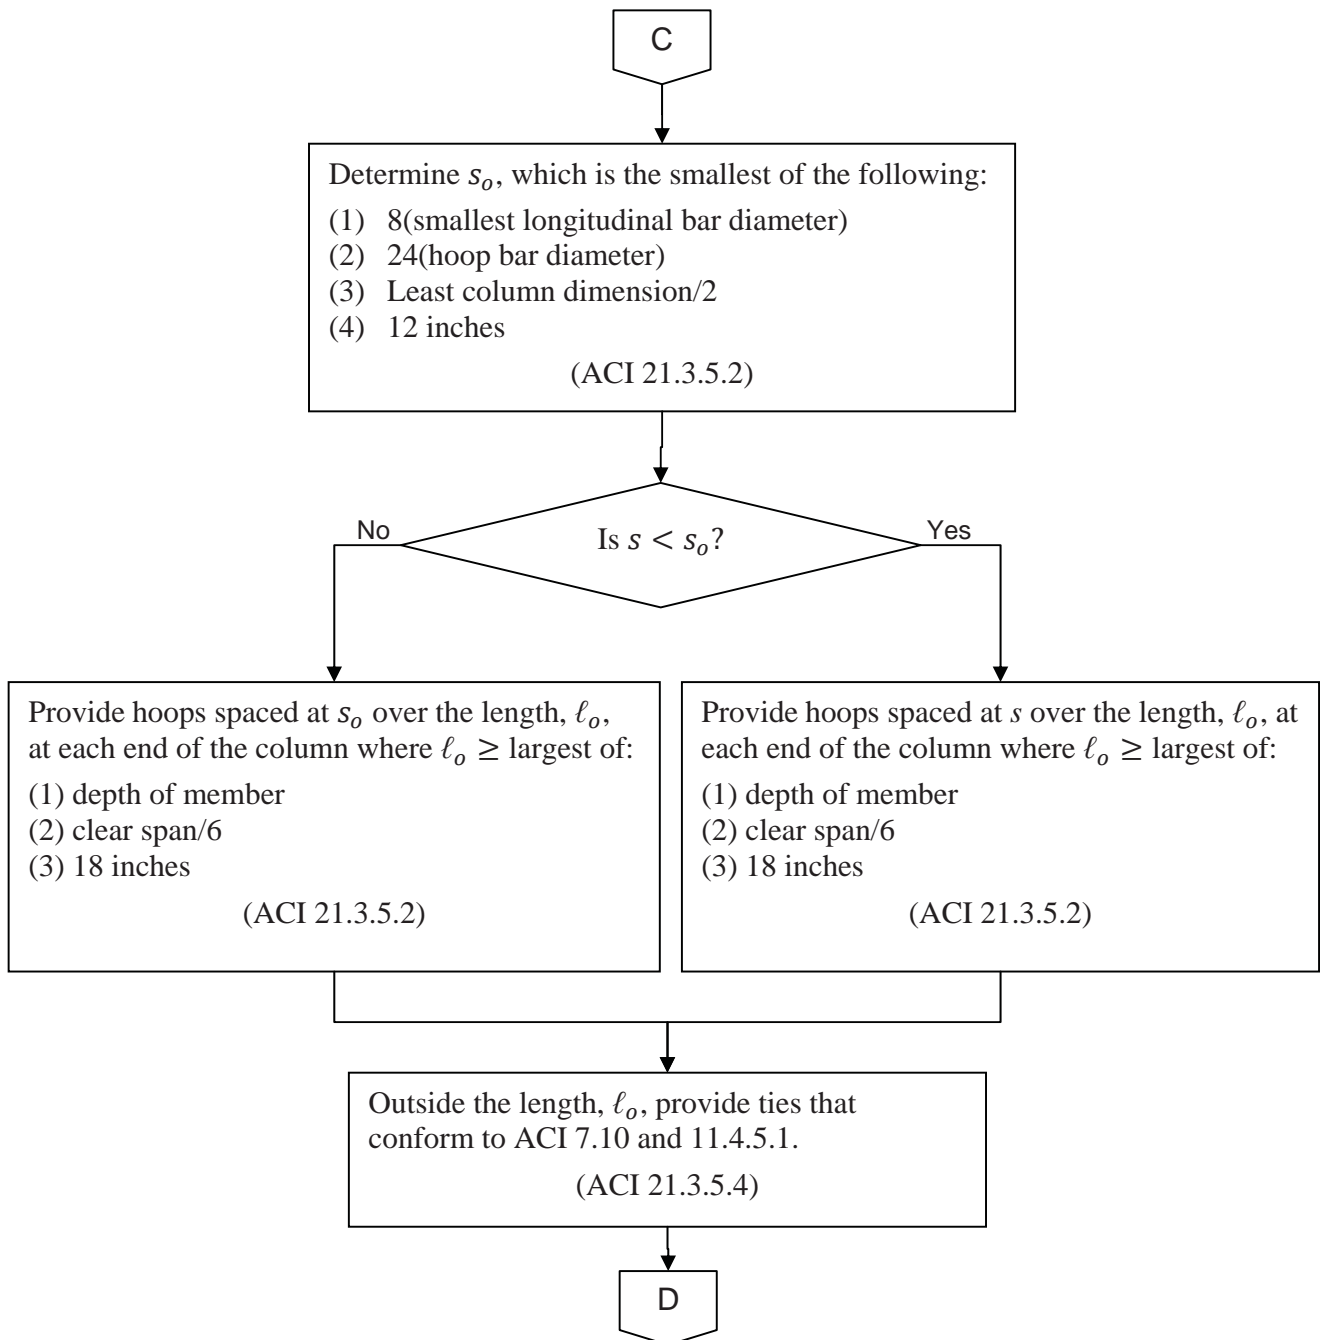 C
Determine s_o, which is the smallest of the following:
(1) 8(smallest longitudinal bar diameter)
(2) 24(hoop bar diameter)
(3) Least column dimension/2
(4) 12 inches
(ACI 21.3.5.2)
No
Is s < s_o?
Yes
Provide hoops spaced at s_o over the length, ℓ_o,
at each end of the column where ℓ_o ≥ largest of:
(1) depth of member
(2) clear span/6
(3) 18 inches
(ACI 21.3.5.2)
Provide hoops spaced at s over the length, ℓ_o, at
each end of the column where ℓ_o ≥ largest of:
(1) depth of member
(2) clear span/6
(3) 18 inches
(ACI 21.3.5.2)
Outside the length, ℓ_o, provide ties that
conform to ACI 7.10 and 11.4.5.1.
(ACI 21.3.5.4)
D